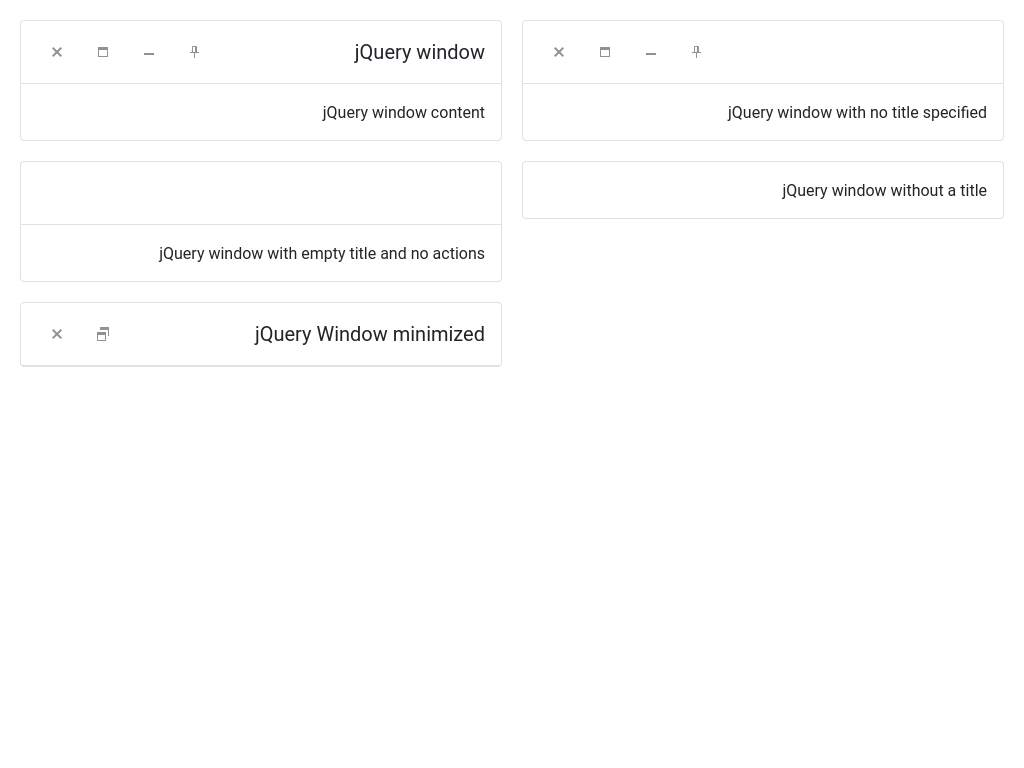 jQuery window
jQuery window content
jQuery window with no title specified
jQuery window with empty title and no actions
jQuery window without a title
jQuery Window minimized